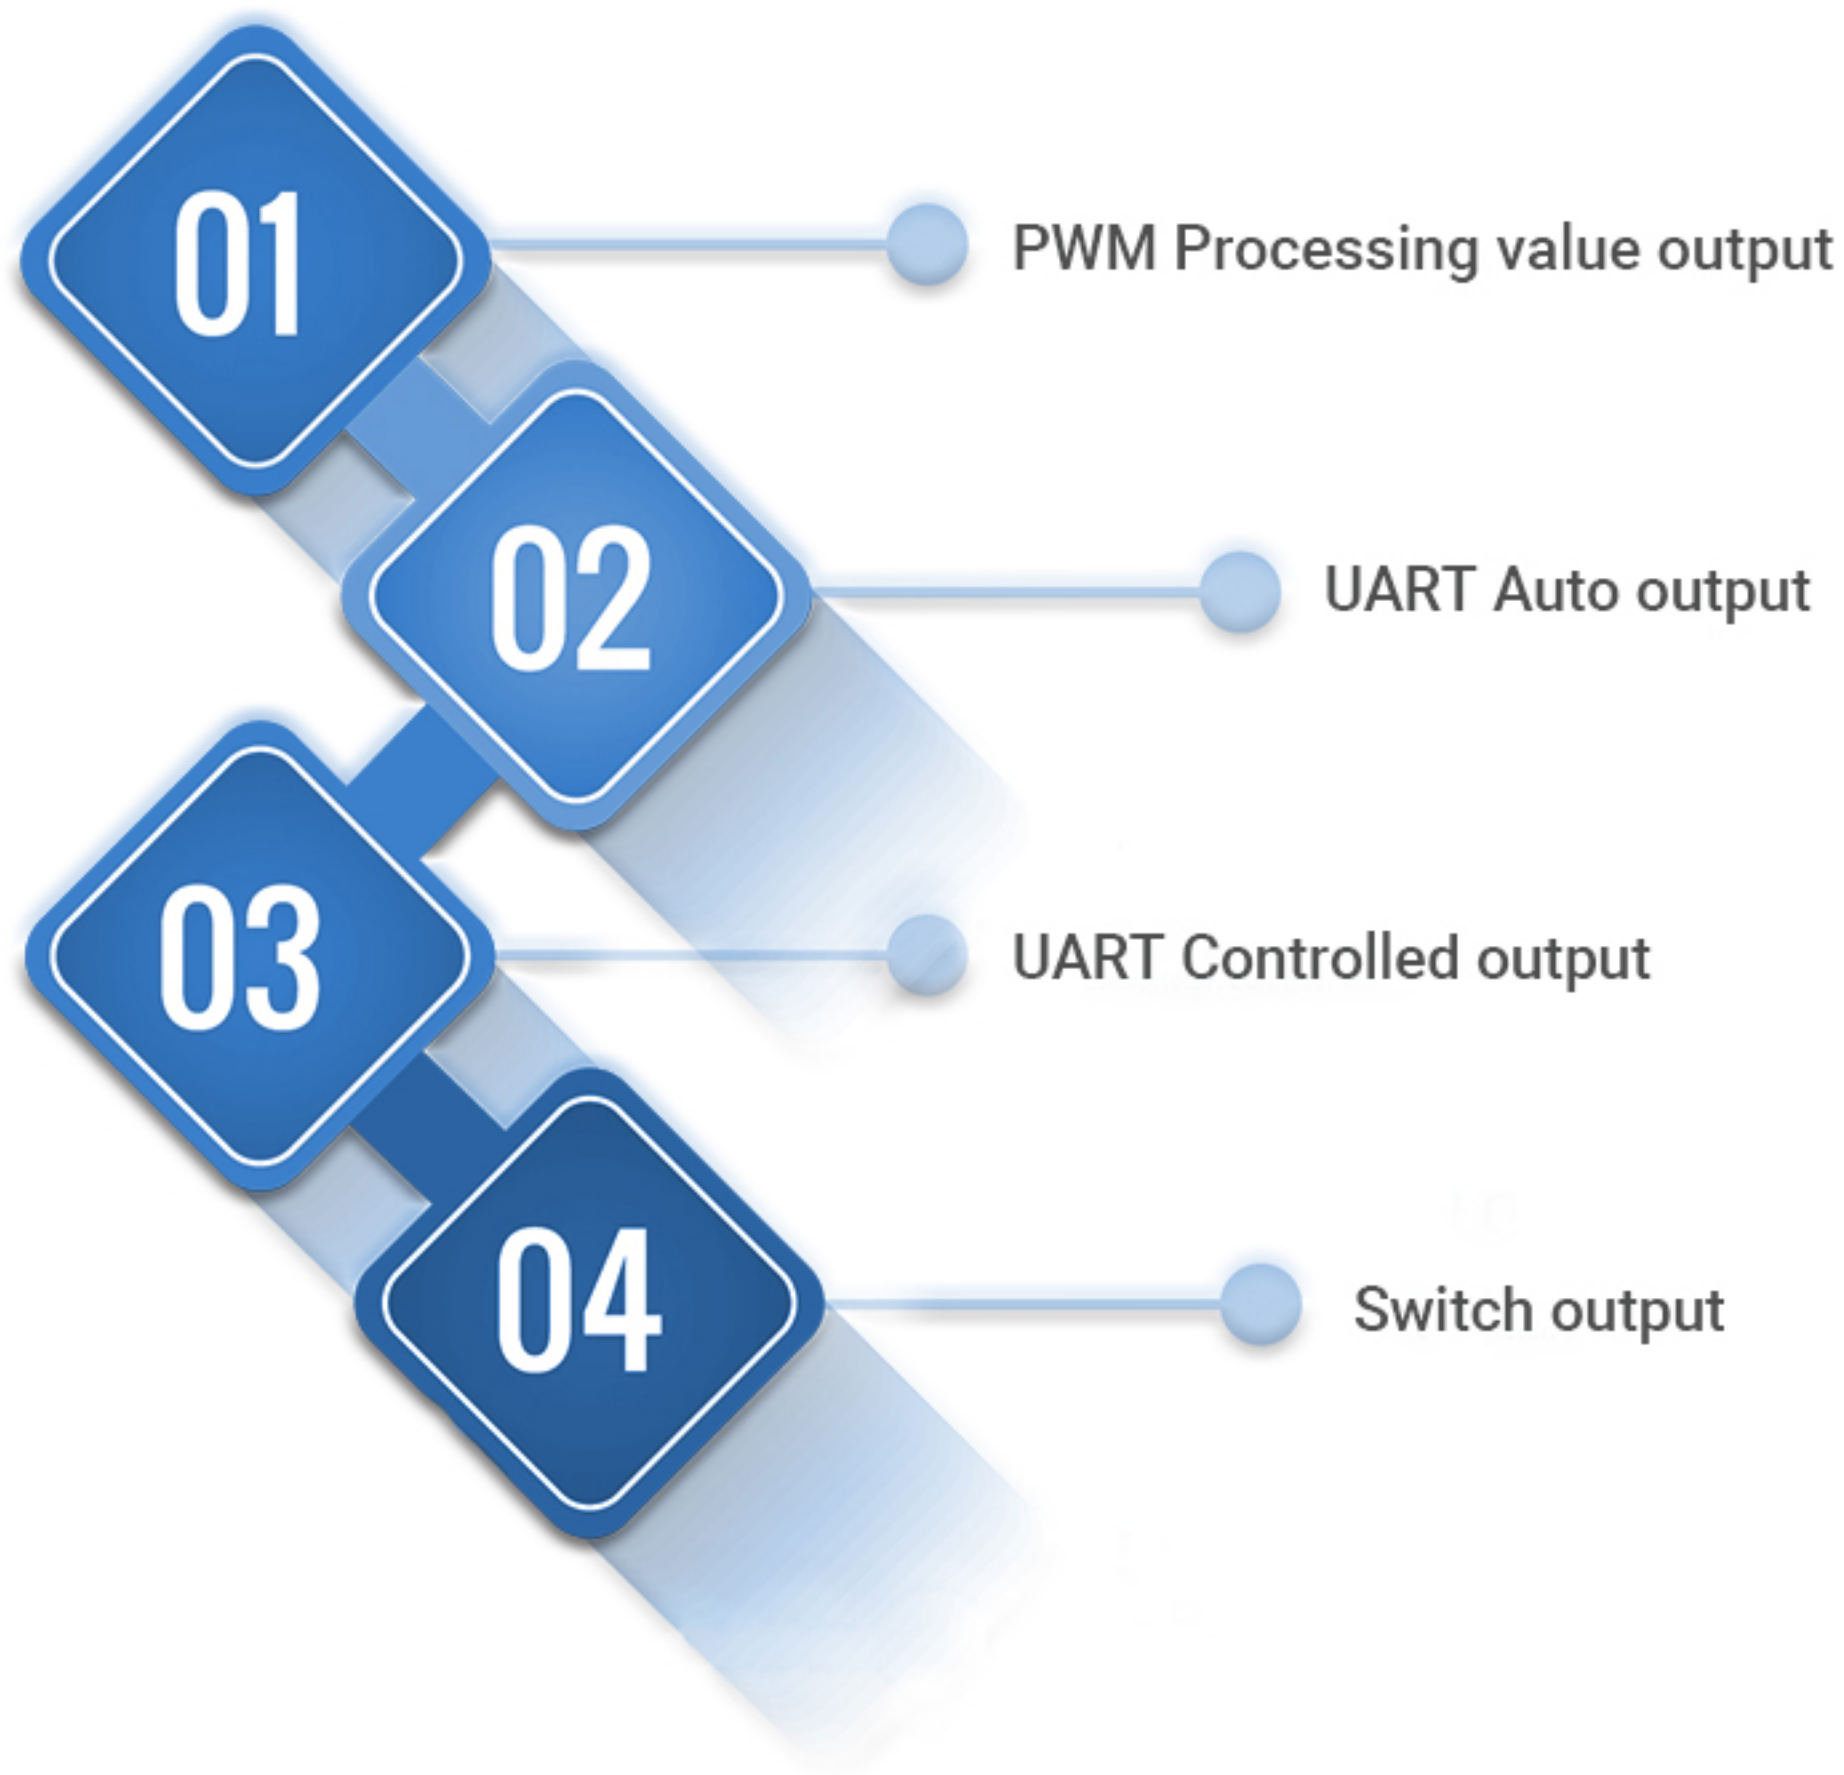 01
PWM Processing value output
02
UART Auto output
03
UART Controlled output
04
Switch output